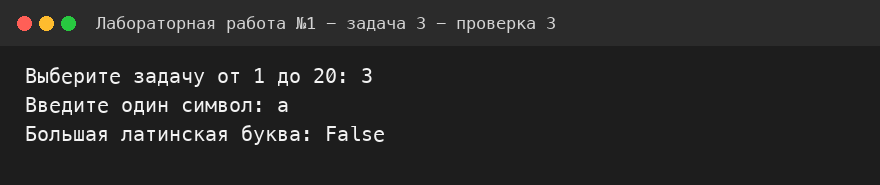 Лабораторная работа №1 — задача 3 — проверка 3
Выберите задачу от 1 до 20: 3
Введите один символ: а
Большая латинская буква: False